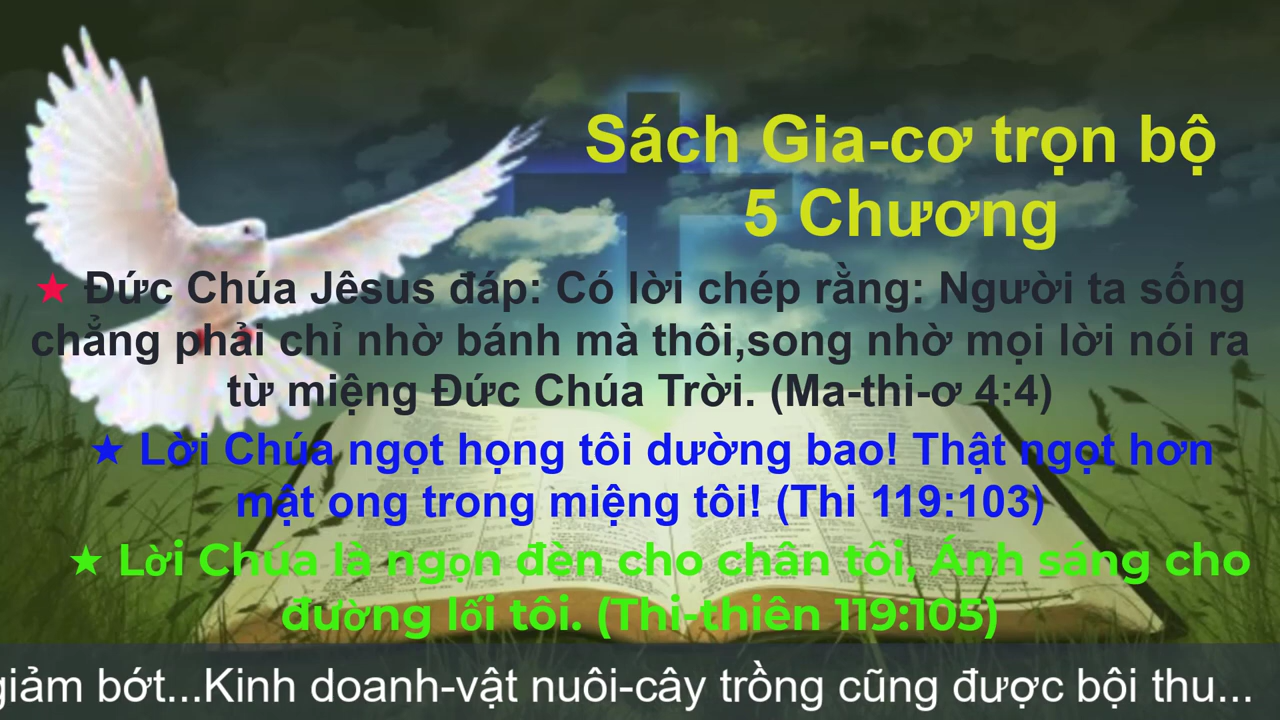 Sách Gia-cơ trọn bộ
5 Chương
★ Đức Chúa Jêsus đáp: Có lời chép rằng: Người ta sống
chẳng phải chỉ nhờ bánh mà thôi,song nhờ mọi lời nói ra
từ miệng Đức Chúa Trời. (Ma-thi-ơ 4:4)
★ Lời Chúa ngọt họng tôi dường bao! Thật ngọt hơn
mật ong trong miệng tôi! (Thi 119:103)
★ Lời Chúa là ngọn đèn cho chân tôi, Ánh sáng cho
đường lối tôi. (Thi-thiên 119:105)
giảm bớt...Kinh doanh-vật nuôi-cây trồng cũng được bội thu...